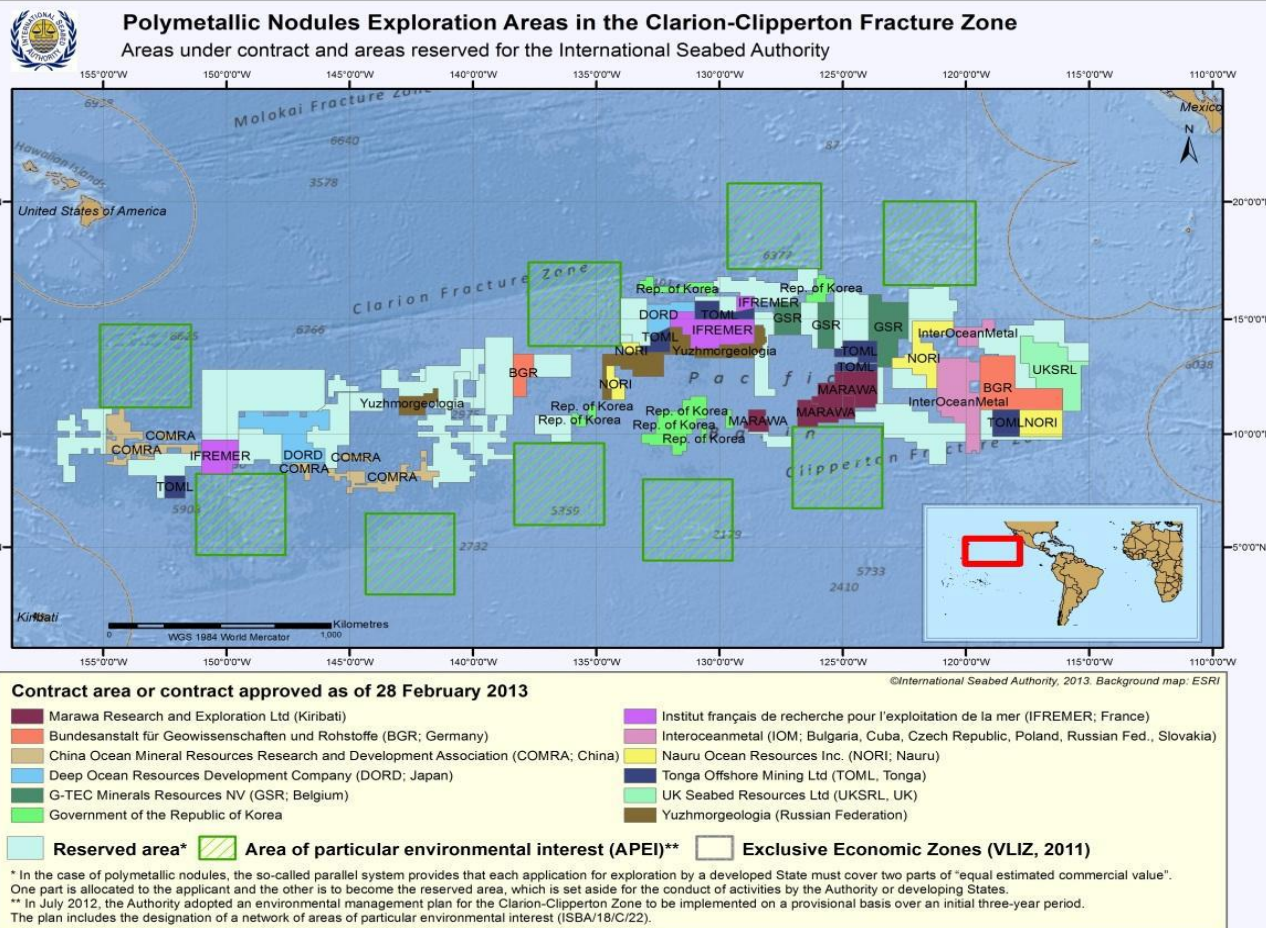 INTERNATIONAL SEABED AUTHORITY
Polymetallic Nodules Exploration Areas in the Clarion-Clipperton Fracture Zone
Areas under contract and areas reserved for the International Seabed Authority
155°0'0"W 150°0'0"W 145°0'0"W 140°0'0"W 135°0'0"W 130°0'0"W 125°0'0"W 120°0'0"W 115°0'0"W 110°0'0"W
Molokai Fracture Zone
Mexico
N
6640
87
Hawaiian Islands
3578
United States of America
20°0'0"N
6377
Clarion Fracture Zone
Rep. of Korea
Rep. of Korea
IFREMER
DORD
TOML
GSR
GSR
GSR
15°0'0"N
6766
IFREMER
InterOceanMetal
TOML
NORI
Yuzhmorgeologia
TOML
NORI
TOML
6038
BGR
Pacific
UKSRL
NORI
BGR
MARAWA
Yuzhmorgeologia
InterOceanMetal
Rep. of Korea
Rep. of Korea
MARAWA
Rep. of Korea
MARAWA
Rep. of Korea
TOML
NORI
Rep. of Korea
Basin
10°0'0"N
COMRA
COMRA
IFREMER
DORD
COMRA
COMRA
COMRA
Clipperton Fracture Zone
TOML
5359
2732
5°0'0"N
5733
2410
Kiribati
Kilometres
0 1,000
WGS 1984 World Mercator
155°0'0"W 150°0'0"W 145°0'0"W 140°0'0"W 135°0'0"W 130°0'0"W 125°0'0"W 120°0'0"W 115°0'0"W 110°0'0"W
©International Seabed Authority, 2013. Background map: ESRI
Contract area or contract approved as of 28 February 2013
Marawa Research and Exploration Ltd (Kiribati)
Bundesanstalt für Geowissenschaften und Rohstoffe (BGR; Germany)
China Ocean Mineral Resources Research and Development Association (COMRA; China)
Deep Ocean Resources Development Company (DORD; Japan)
G-TEC Minerals Resources NV (GSR; Belgium)
Government of the Republic of Korea
Institut français de recherche pour l'exploitation de la mer (IFREMER; France)
Interoceanmetal (IOM; Bulgaria, Cuba, Czech Republic, Poland, Russian Fed., Slovakia)
Nauru Ocean Resources Inc. (NORI; Nauru)
Tonga Offshore Mining Ltd (TOML, Tonga)
UK Seabed Resources Ltd (UKSRL, UK)
Yuzhmorgeologia (Russian Federation)
Reserved area*
Area of particular environmental interest (APEI)**
Exclusive Economic Zones (VLIZ, 2011)
* In the case of polymetallic nodules, the so-called parallel system provides that each application for exploration by a developed State must cover two parts of "equal estimated commercial value".
One part is allocated to the applicant and the other is to become the reserved area, which is set aside for the conduct of activities by the Authority or developing States.
** In July 2012, the Authority adopted an environmental management plan for the Clarion-Clipperton Zone to be implemented on a provisional basis over an initial three-year period.
The plan includes the designation of a network of areas of particular environmental interest (ISBA/18/C/22).